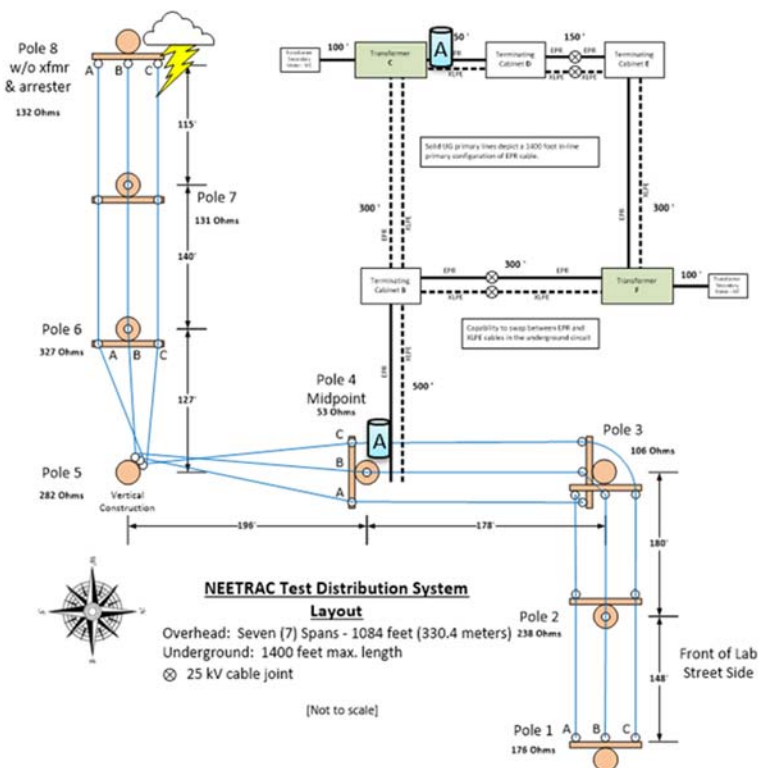 Pole 8
w/o xfmr
& arrester
132 Ohms
A B C
115'
Pole 7
131 Ohms
140'
Pole 6
327 Ohms
A B C
127'
Pole 5
282 Ohms
Vertical
Construction
196'
178'
Pole 4
Midpoint
53 Ohms
A
C
B
A
Pole 3
106 Ohms
180'
Pole 2
238 Ohms
148'
Front of Lab
Street Side
Pole 1
176 Ohms
A B C
100 '
Transformer
C
A
50 '
EPR
XLPE
Terminating
Cabinet D
150 '
EPR EPR
XLPE XLPE
Terminating
Cabinet E
Solid UG primary lines depict a 1400 foot in-line
primary configuration of EPR cable.
300 '
EPR
XLPE
EPR
XLPE
300 '
Terminating
Cabinet B
300 '
EPR EPR
XLPE XLPE
Transformer
F
100 '
Capability to swap between EPR and
XLPE cables in the underground circuit
EPR
XLPE
500 '
NEETRAC Test Distribution System
Layout
Overhead: Seven (7) Spans - 1084 feet (330.4 meters)
Underground: 1400 feet max. length
25 kV cable joint
[Not to scale]